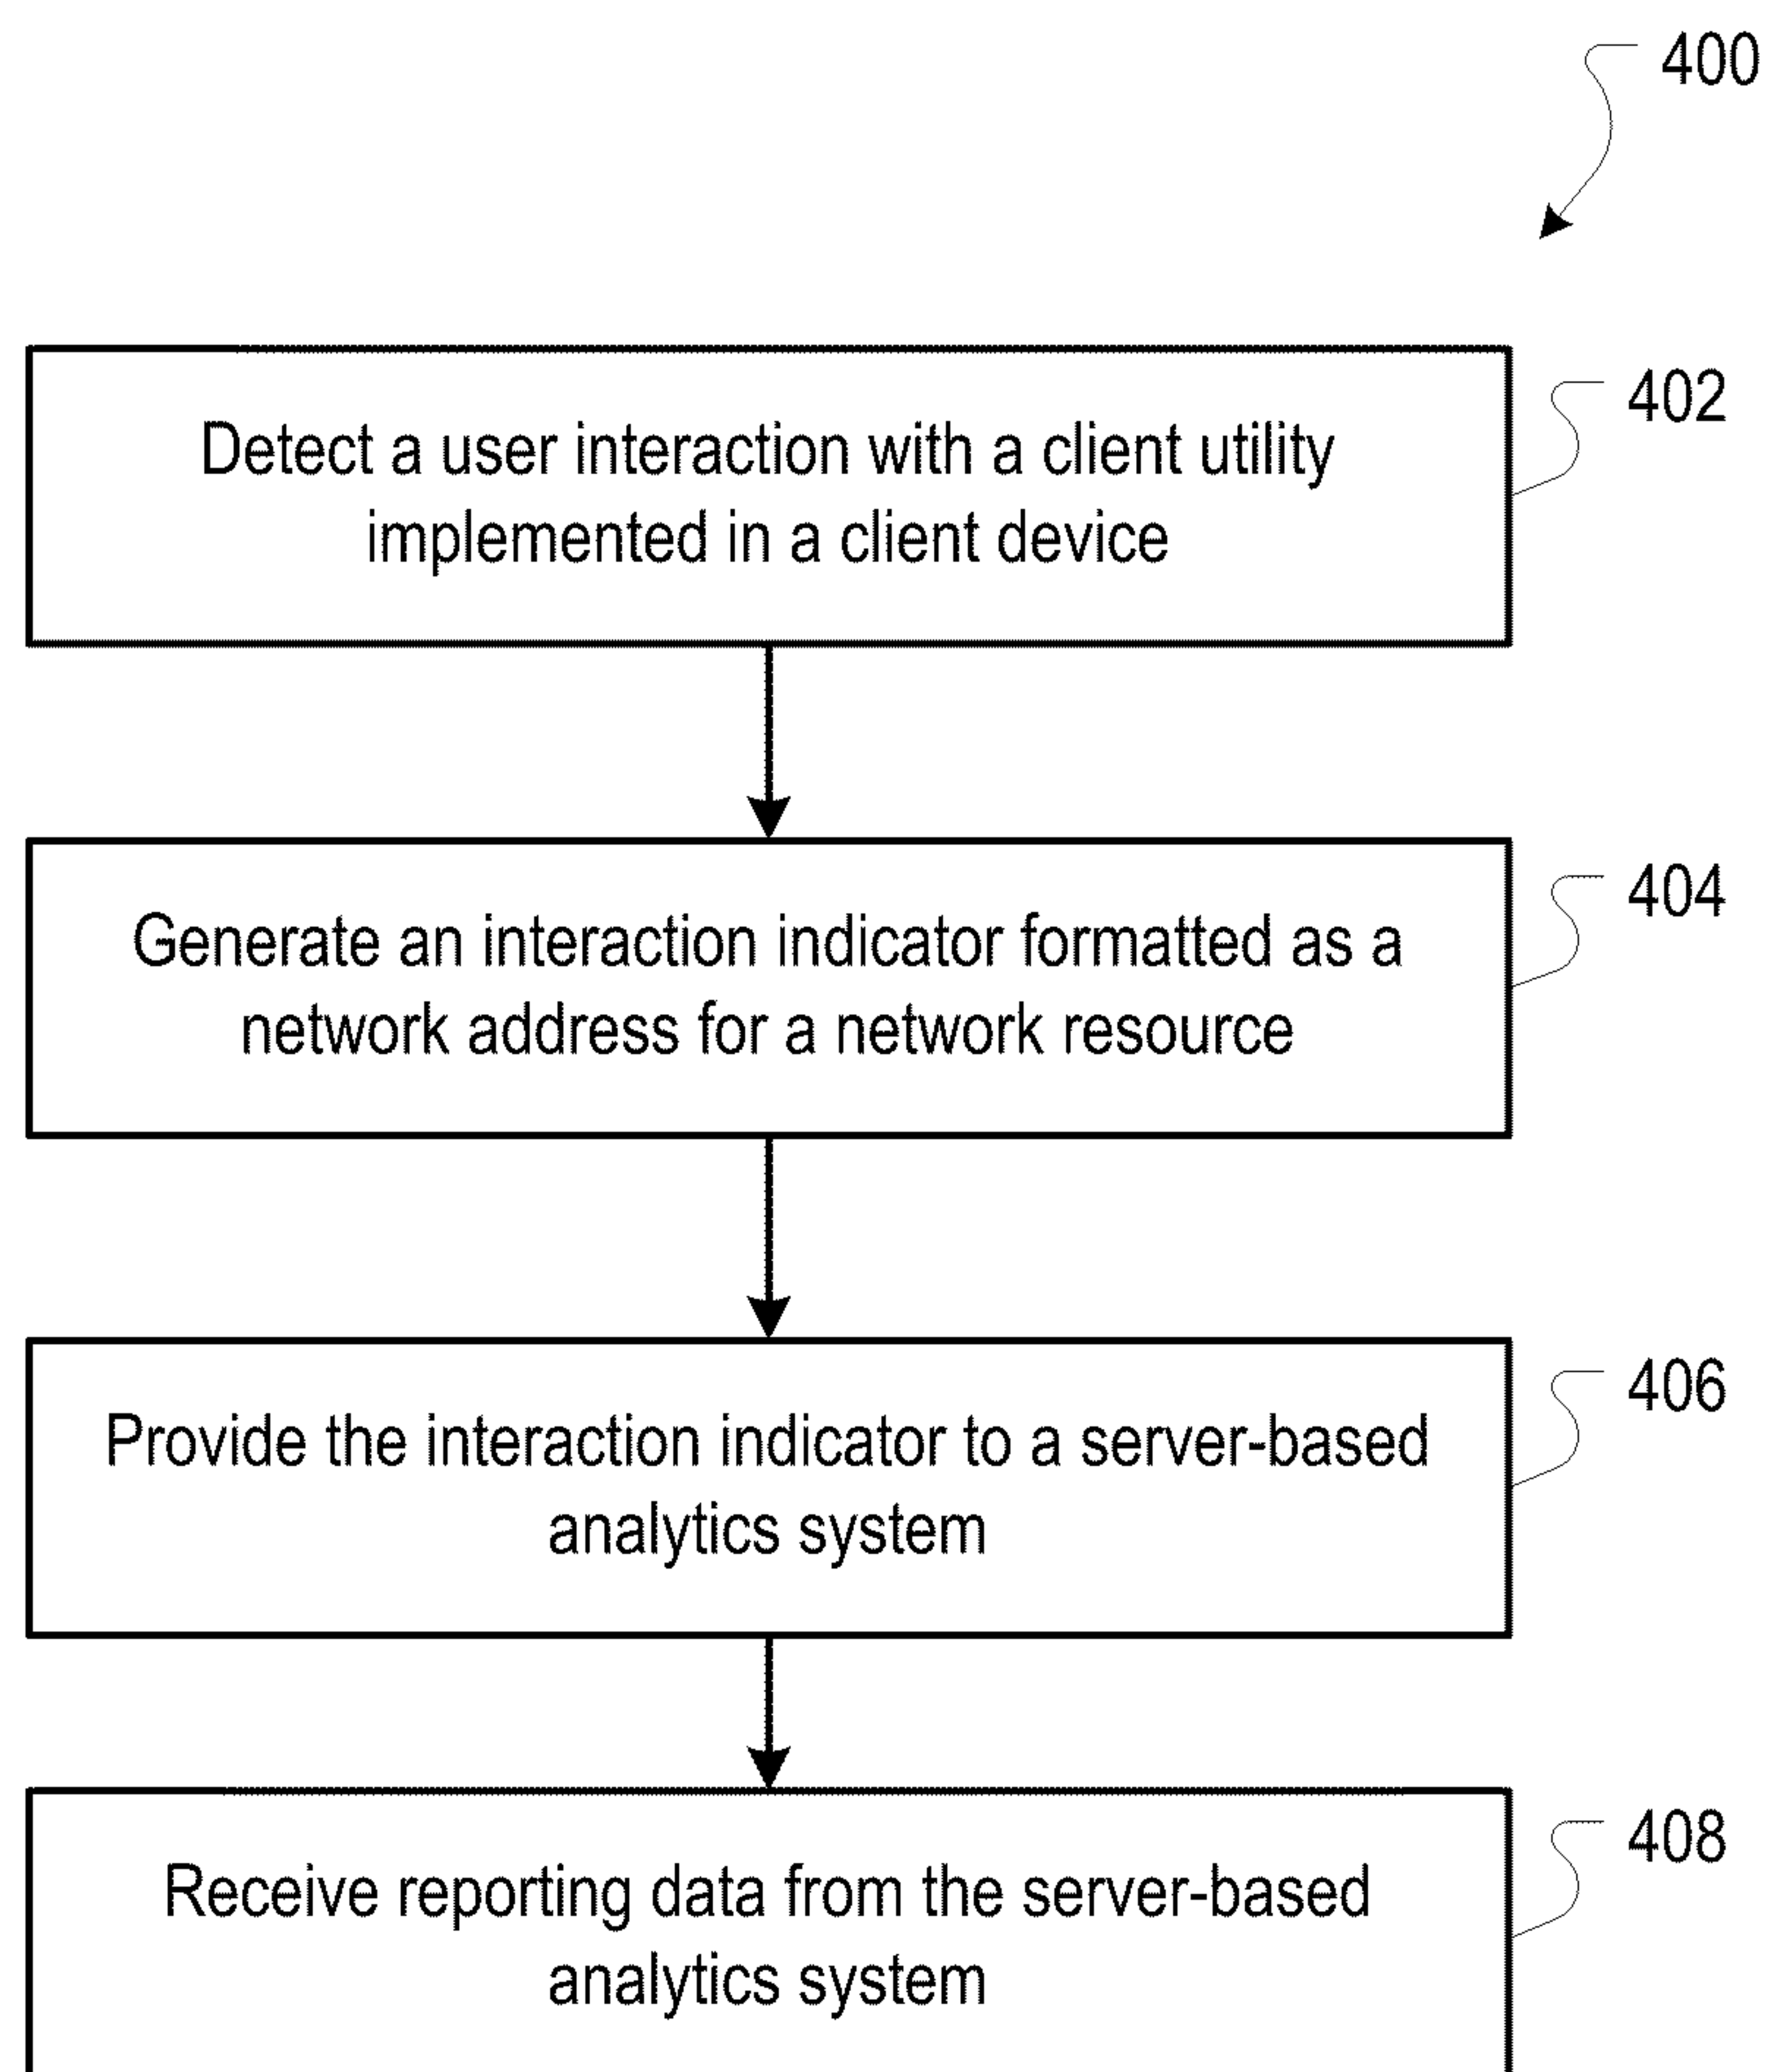 400
402
Detect a user interaction with a client utility
implemented in a client device
404
Generate an interaction indicator formatted as a
network address for a network resource
406
Provide the interaction indicator to a server-based
analytics system
408
Receive reporting data from the server-based
analytics system